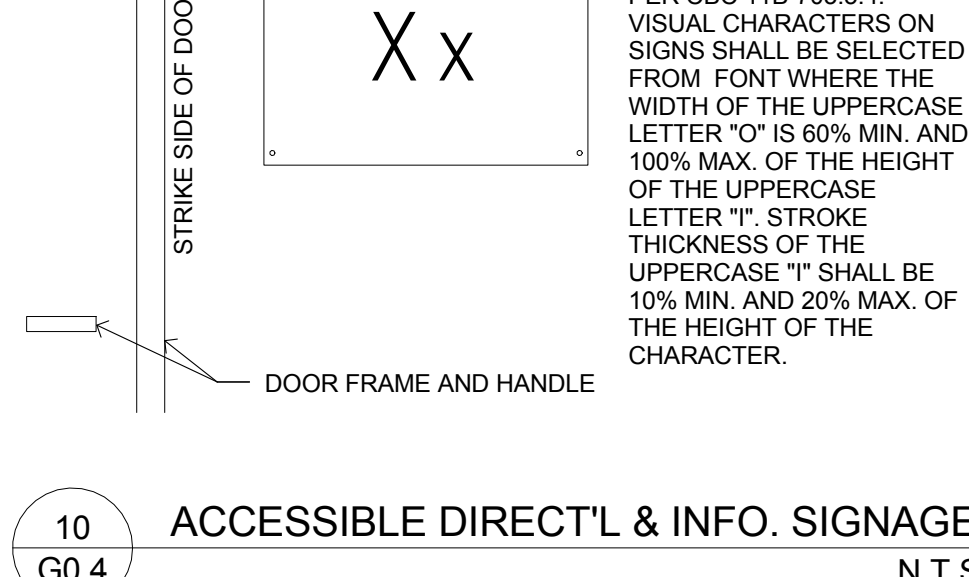 STRIKE SIDE OF DOO
X x
VISUAL CHARACTERS ON
SIGNS SHALL BE SELECTED
FROM FONT WHERE THE
WIDTH OF THE UPPERCASE
LETTER "O" IS 60% MIN. AND
100% MAX. OF THE HEIGHT
OF THE UPPERCASE
LETTER "I". STROKE
THICKNESS OF THE
UPPERCASE "I" SHALL BE
10% MIN. AND 20% MAX. OF
THE HEIGHT OF THE
CHARACTER.
DOOR FRAME AND HANDLE
10
G0.4
ACCESSIBLE DIRECT'L & INFO. SIGNAGE
N.T.S